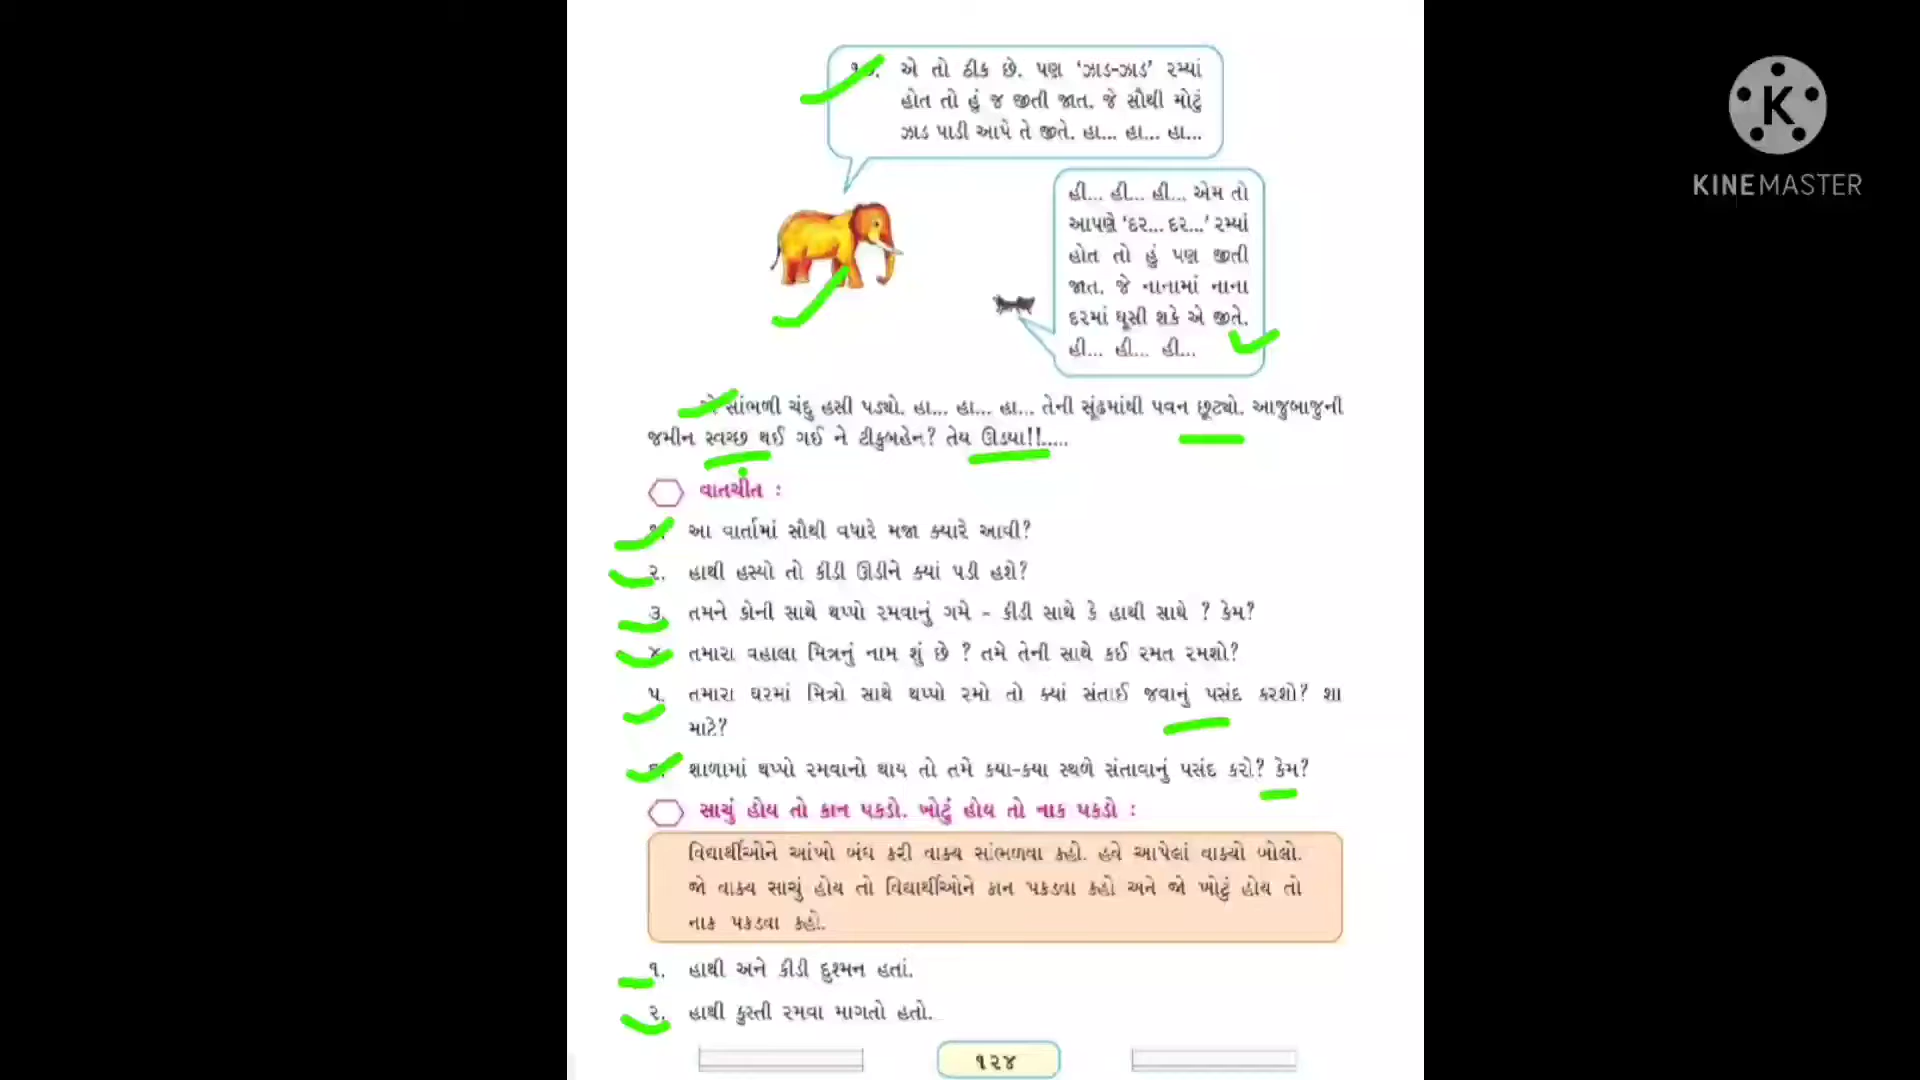 ૧૭. એ તો ઠીક છે. પણ ‘ઝાડ-ઝાડ’ રમ્યાં
હોત તો હું જ જીતી જાત. જે સૌથી મોટું
ઝાડ પાડી આપે તે જીતે. હા... હા... હા...
KINEMASTER
હી... હી... હી... એમ તો
આપણે ‘દર... દર...’ રમ્યાં
હોત તો હું પણ જીતી
જાત. જે નાનામાં નાના
દરમાં ઘૂસી શકે એ જીતે.
હી... હી... હી...
સાંભળી ચંદુ હસી પડ્યો. હા... હા... હા... તેની સૂંઢમાંથી પવન છૂટ્યો. આજુબાજુની
જમીન સ્વચ્છ થઈ ગઈ ને ટીકુબહેન? તેય ઊડયા!!.....
વાતચીત :
૧. આ વાર્તામાં સૌથી વધારે મજા ક્યારે આવી?
૨. હાથી હસ્યો તો કીડી ઊડીને ક્યાં પડી હશે?
૩. તમને કોની સાથે થપ્પો રમવાનું ગમે - કીડી સાથે કે હાથી સાથે ? કેમ?
૪. તમારા વહાલા મિત્રનું નામ શું છે ? તમે તેની સાથે કઈ રમત રમશો?
૫. તમારા ઘરમાં મિત્રો સાથે થપ્પો રમો તો ક્યાં સંતાઈ જવાનું પસંદ કરશો? શા
માટે?
૬. શાળામાં થપ્પો રમવાનો થાય તો તમે કયા-કયા સ્થળે સંતાવાનું પસંદ કરો? કેમ?
સાચું હોય તો કાન પકડો. ખોટું હોય તો નાક પકડો :
વિદ્યાર્થીઓને આંખો બંધ કરી વાક્ય સાંભળવા કહો. હવે આપેલાં વાક્યો બોલો.
જો વાક્ય સાચું હોય તો વિદ્યાર્થીઓને કાન પકડવા કહો અને જો ખોટું હોય તો
નાક પકડવા કહો.
૧. હાથી અને કીડી દુશ્મન હતાં.
૨. હાથી કુસ્તી રમવા માગતો હતો.
૧૨૪